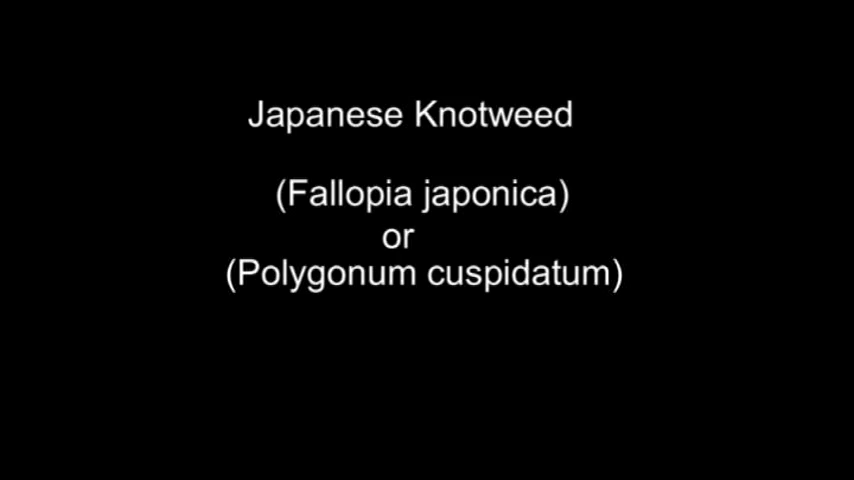 Japanese Knotweed
(Fallopia japonica)
or
(Polygonum cuspidatum)